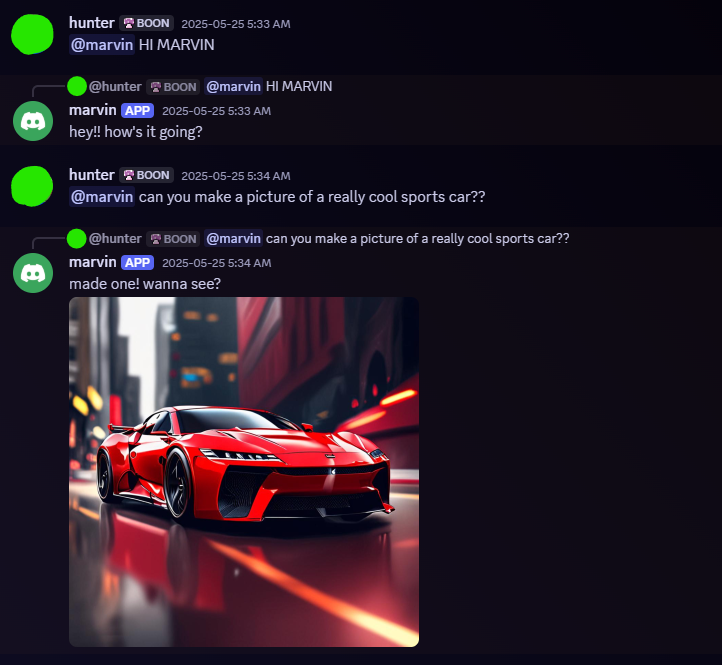 hunter BOON 2025-05-25 5:33 AM
@marvin HI MARVIN
@hunter BOON @marvin HI MARVIN
marvin APP 2025-05-25 5:33 AM
hey!! how's it going?
hunter BOON 2025-05-25 5:34 AM
@marvin can you make a picture of a really cool sports car??
@hunter BOON @marvin can you make a picture of a really cool sports car??
marvin APP 2025-05-25 5:34 AM
made one! wanna see?